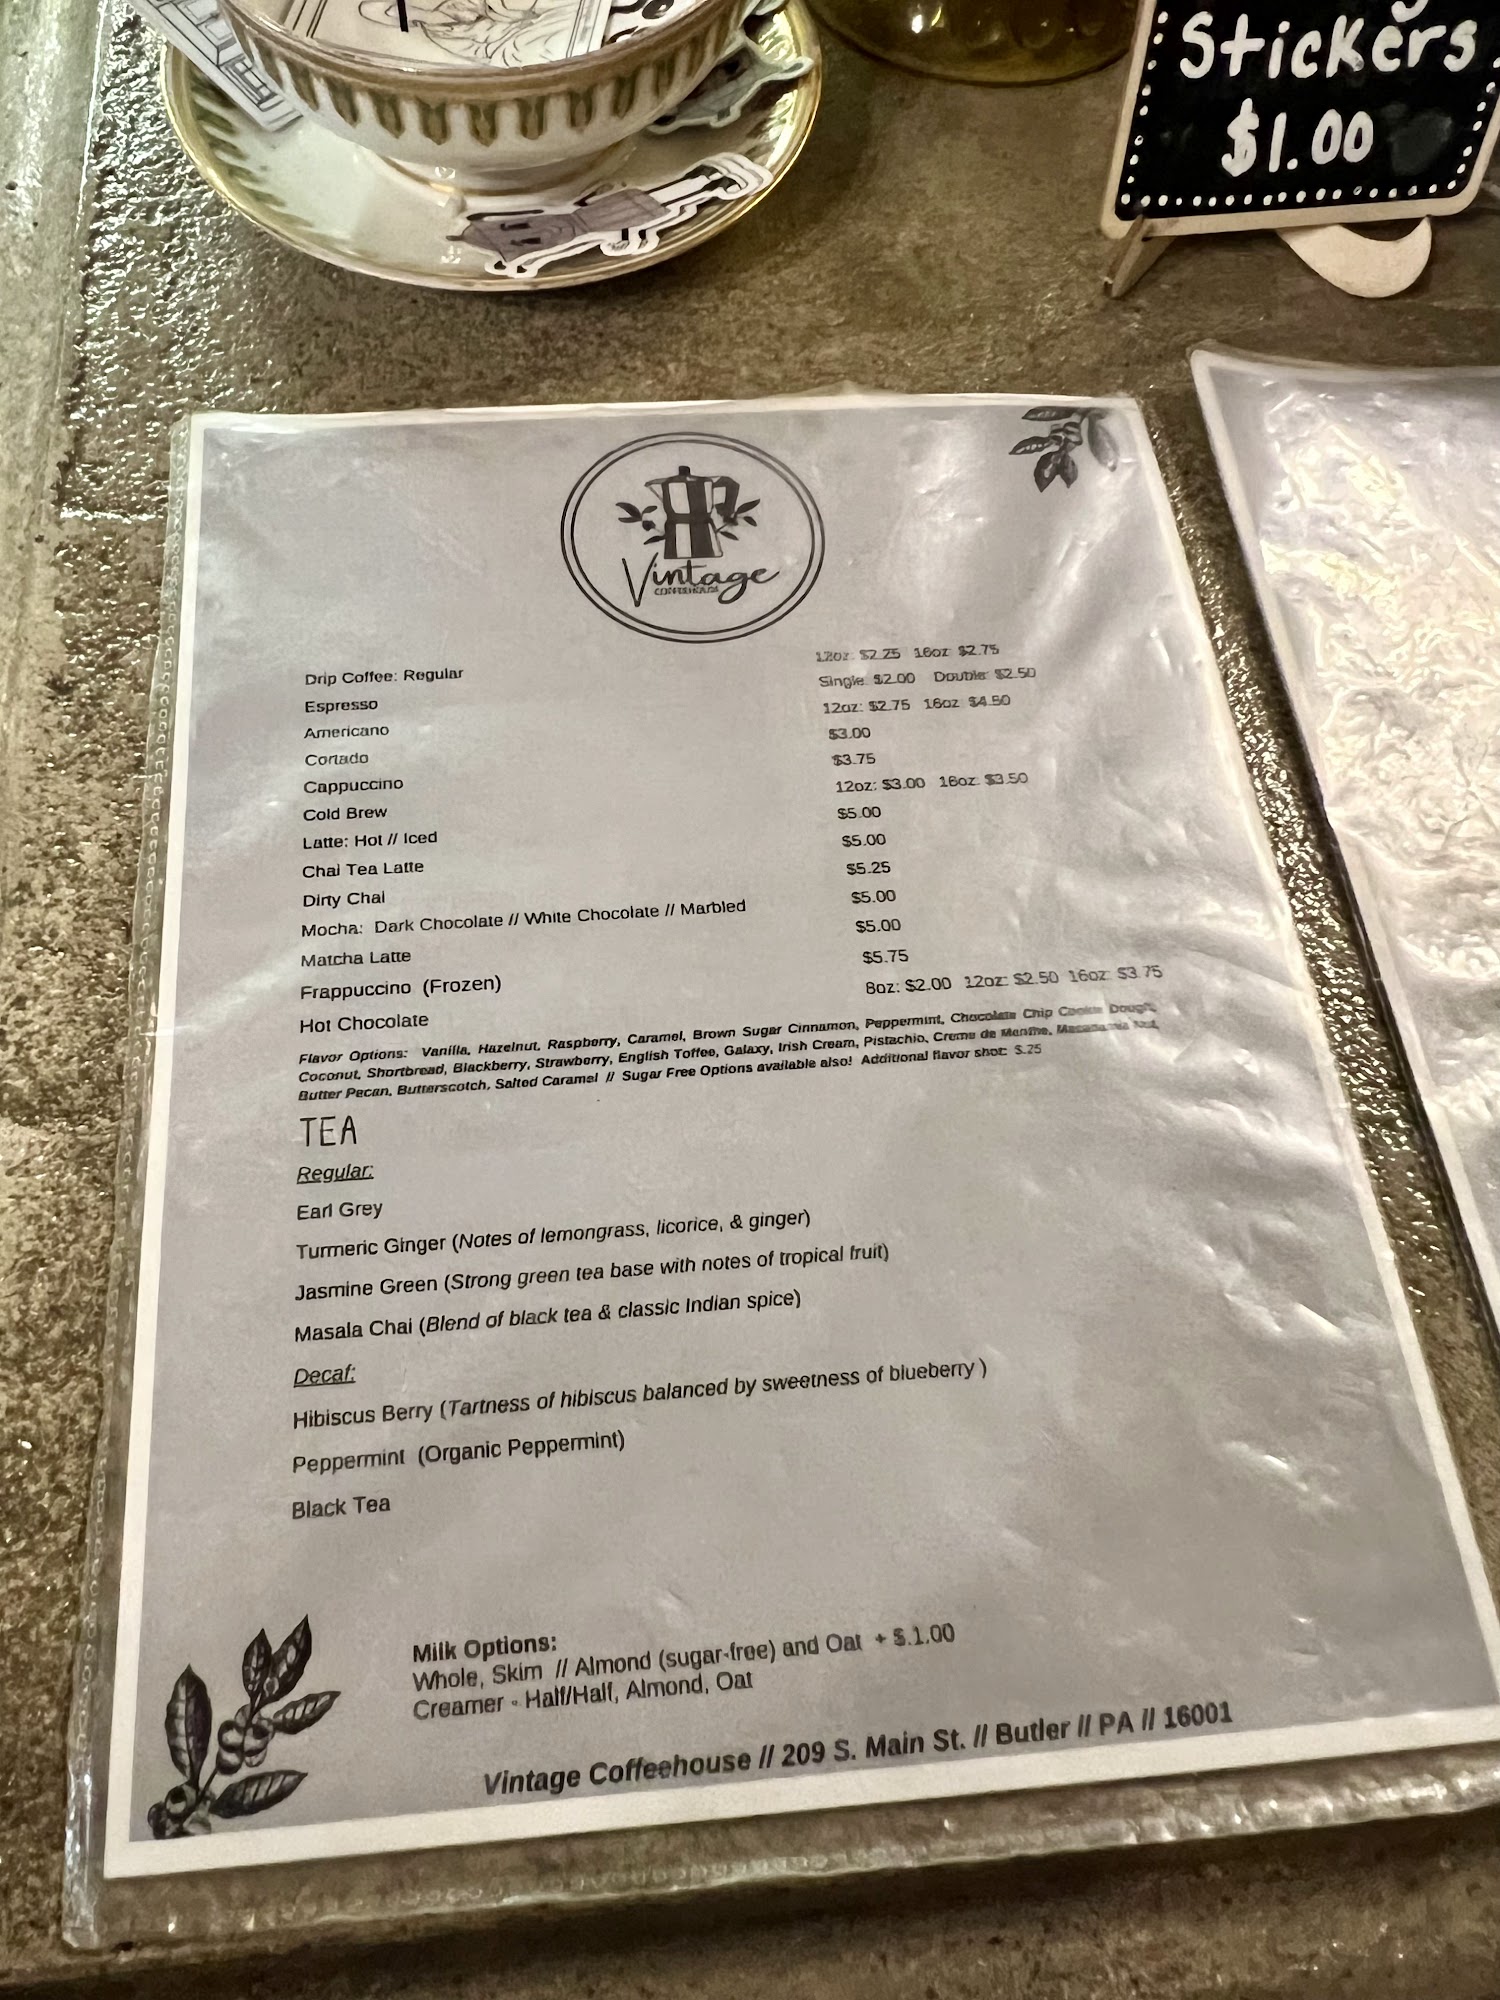 Stickers
$1.00
Vintage
COFFEEHOUSE
Drip Coffee: Regular 12oz: $2.25 16oz: $2.75
Espresso Single: $2.00 Double: $2.50
Americano 12oz: $2.75 16oz $4.50
Cortado $3.00
Cappuccino $3.75
Cold Brew 12oz: $3.00 16oz: $3.50
Latte: Hot // Iced $5.00
Chai Tea Latte $5.00
Dirty Chai $5.25
Mocha: Dark Chocolate // White Chocolate // Marbled $5.00
Matcha Latte $5.00
Frappuccino (Frozen) $5.75
Hot Chocolate 8oz: $2.00 12oz: $2.50 16oz: $3.75
Flavor Options: Vanilla, Hazelnut, Raspberry, Caramel, Brown Sugar Cinnamon, Peppermint, Chocolate Chip Cookie Dough,
Coconut, Shortbread, Blackberry, Strawberry, English Toffee, Galaxy, Irish Cream, Pistachio, Creme de Menthe, Macadamia Nut,
Butter Pecan, Butterscotch, Salted Caramel // Sugar Free Options available also! Additional flavor shot: $.25
TEA
Regular:
Earl Grey
Turmeric Ginger (Notes of lemongrass, licorice, & ginger)
Jasmine Green (Strong green tea base with notes of tropical fruit)
Masala Chai (Blend of black tea & classic Indian spice)
Decaf:
Hibiscus Berry (Tartness of hibiscus balanced by sweetness of blueberry )
Peppermint (Organic Peppermint)
Black Tea
Milk Options:
Whole, Skim // Almond (sugar-free) and Oat + $.1.00
Creamer - Half/Half, Almond, Oat
Vintage Coffeehouse // 209 S. Main St. // Butler // PA // 16001